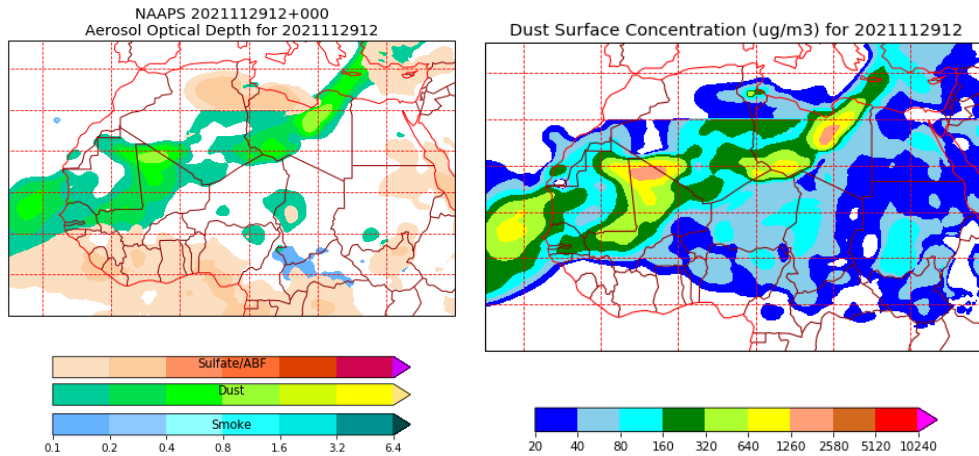 NAAPS 2021112912+000
Aerosol Optical Depth for 2021112912
Dust Surface Concentration (ug/m3) for 2021112912
Sulfate/ABF
Dust
Smoke
0.1 0.2 0.4 0.8 1.6 3.2 6.4
20 40 80 160 320 640 1260 2580 5120 10240